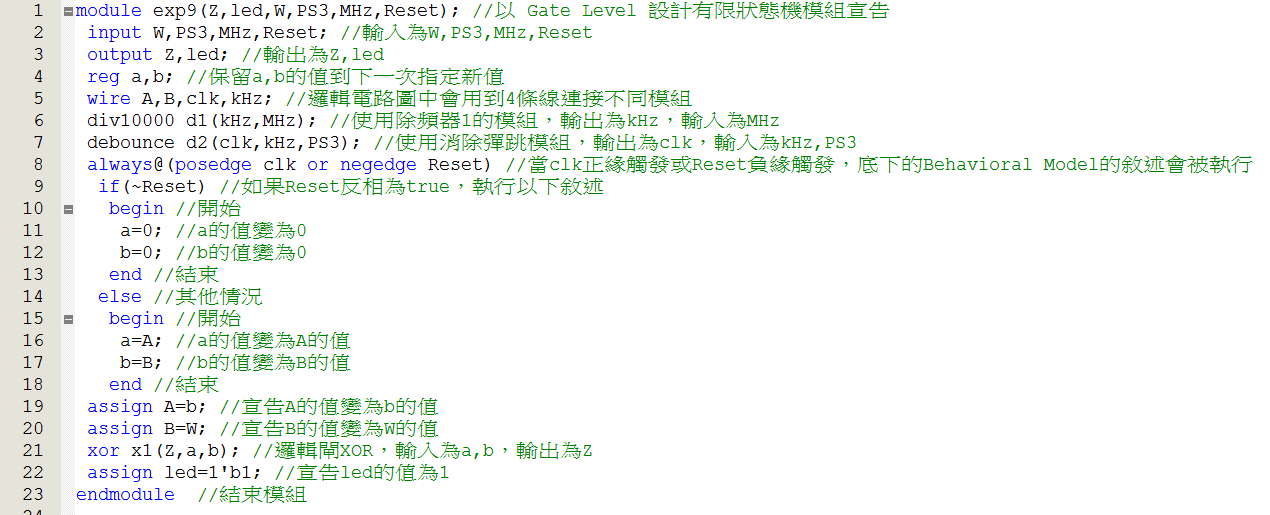 1 module exp9(Z,led,W,PS3,MHz,Reset); //以 Gate Level 設計有限狀態機模組宣告
2 input W,PS3,MHz,Reset; //輸入為W,PS3,MHz,Reset
3 output Z,led; //輸出為Z,led
4 reg a,b; //保留a,b的值到下一次指定新值
5 wire A,B,clk,kHz; //邏輯電路圖中會用到4條線連接不同模組
6 div10000 d1(kHz,MHz); //使用除頻器1的模組，輸出為kHz，輸入為MHz
7 debounce d2(clk,kHz,PS3); //使用消除彈跳模組，輸出為clk，輸入為kHz,PS3
8 always@(posedge clk or negedge Reset) //當clk正緣觸發或Reset負緣觸發，底下的Behavioral Model的敘述會被執行
9 if(~Reset) //如果Reset反相為true，執行以下敘述
10 begin //開始
11 a=0; //a的值變為0
12 b=0; //b的值變為0
13 end //結束
14 else //其他情況
15 begin //開始
16 a=A; //a的值變為A的值
17 b=B; //b的值變為B的值
18 end //結束
19 assign A=b; //宣告A的值變為b的值
20 assign B=W; //宣告B的值變為W的值
21 xor x1(Z,a,b); //邏輯閘XOR，輸入為a,b，輸出為Z
22 assign led=1'b1; //宣告led的值為1
23 endmodule //結束模組
24